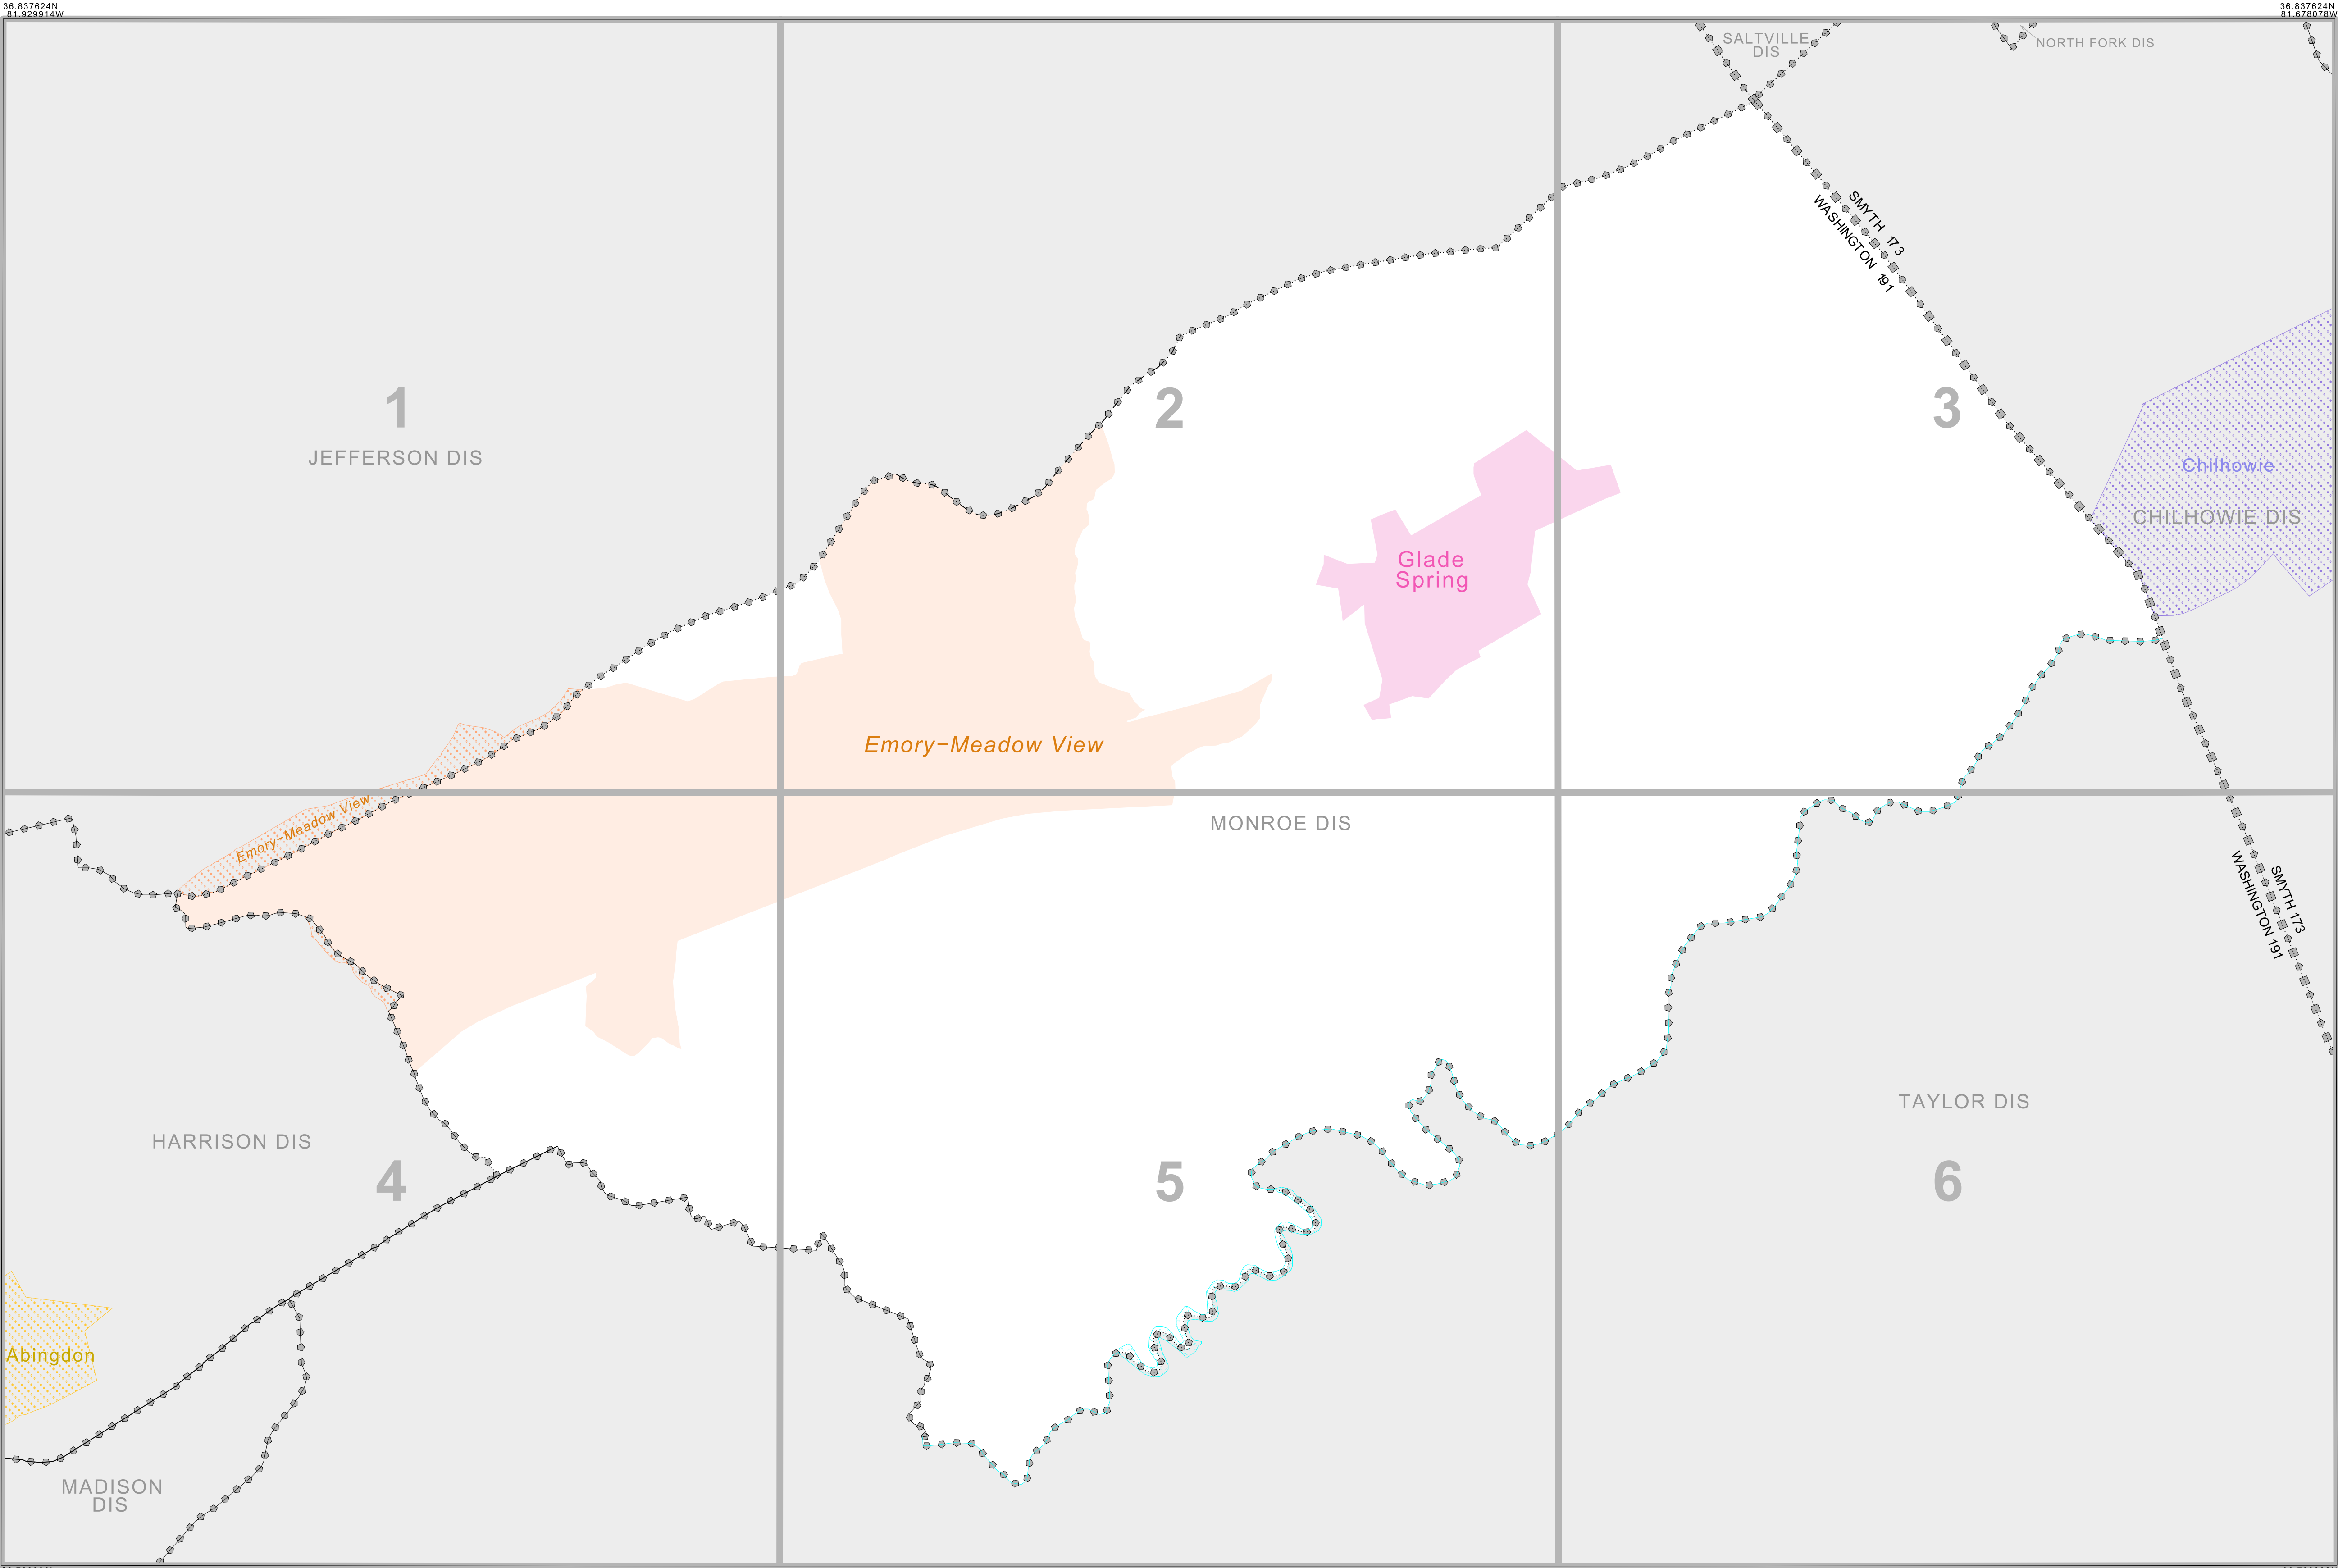 36.837624N
81.929914W
36.837624N
81.678078W
SALTVILLE
DIS
NORTH FORK DIS
SMYTH 173
WASHINGTON 191
1
2
3
JEFFERSON DIS
Chilhowie
CHILHOWIE DIS
Glade
Spring
Emory-Meadow View
Emory-Meadow View
MONROE DIS
SMYTH 173
WASHINGTON 191
TAYLOR DIS
HARRISON DIS
4
5
6
Abingdon
MADISON
DIS